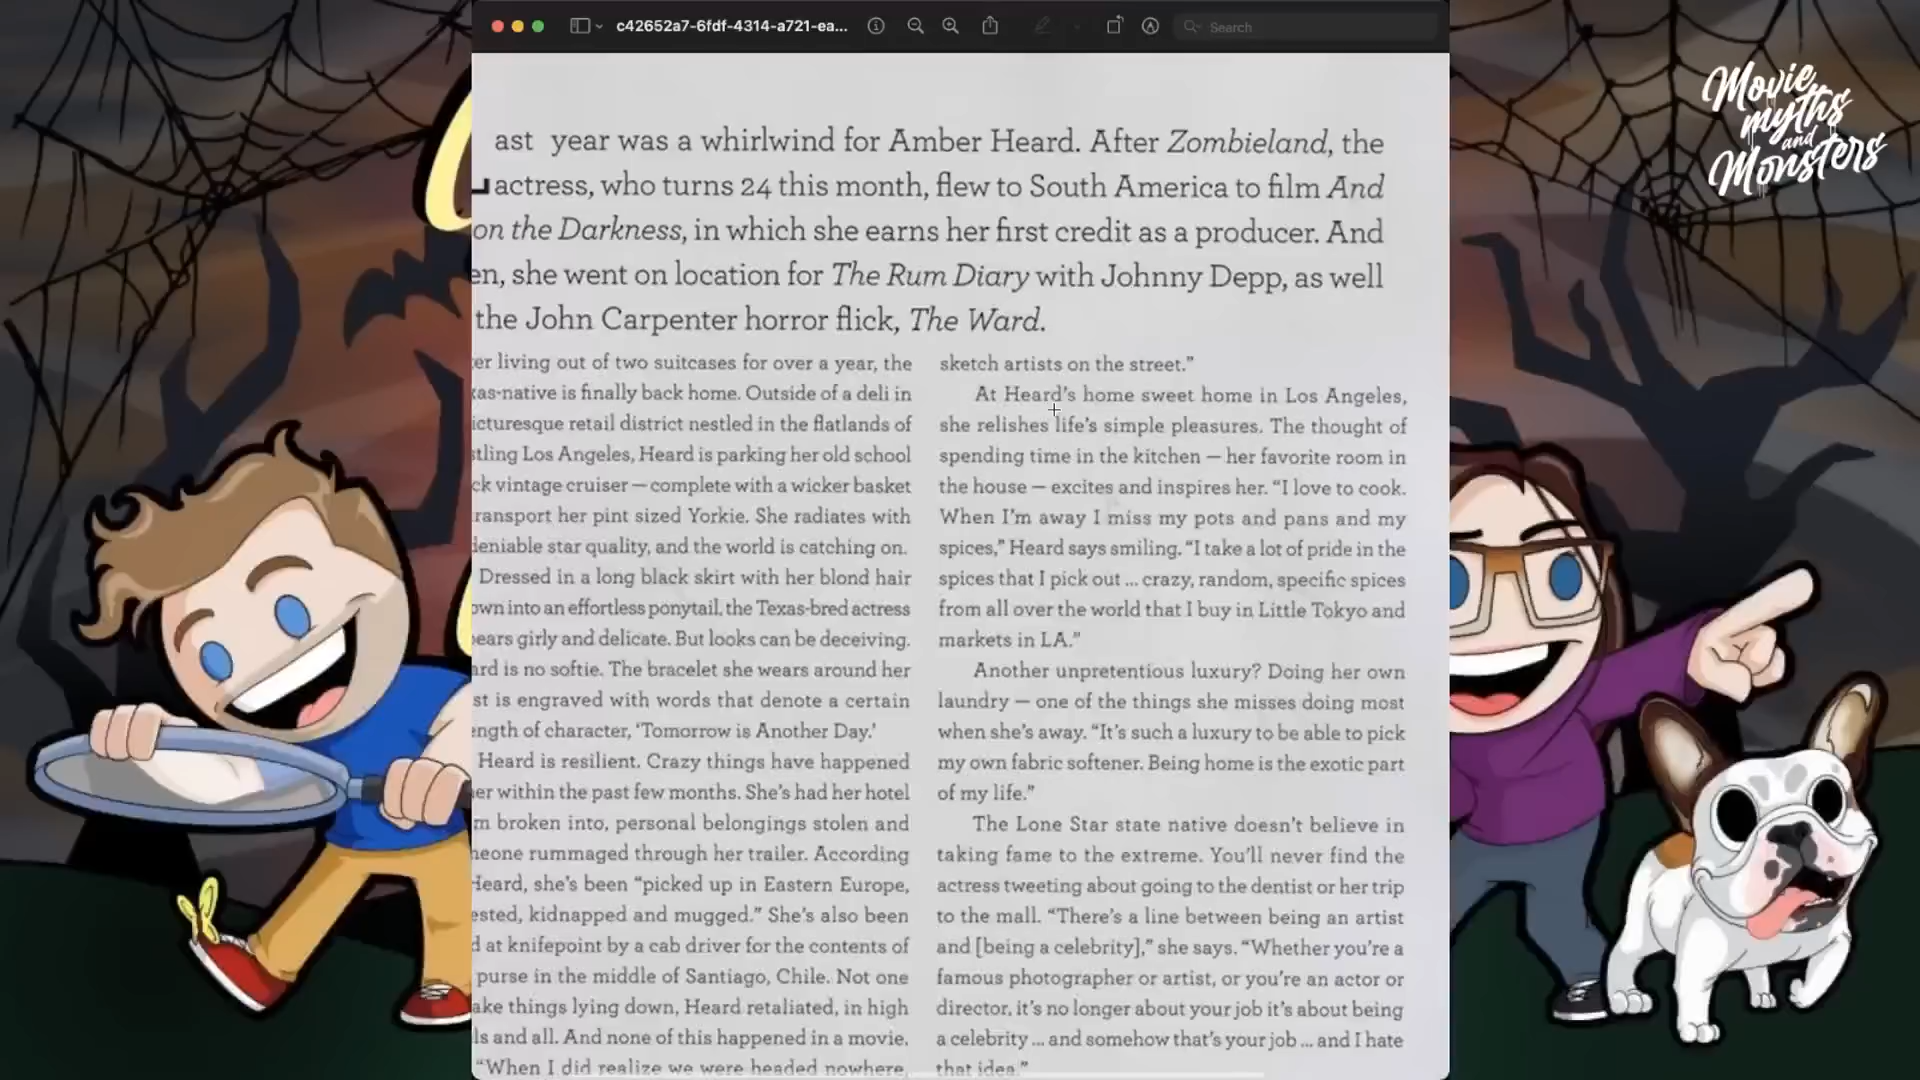 c42652a7-6fdf-4314-a721-ea...
Search
Movie
myths
and
Monsters
ast year was a whirlwind for Amber Heard. After Zombieland, the
actress, who turns 24 this month, flew to South America to film And
on the Darkness, in which she earns her first credit as a producer. And
en, she went on location for The Rum Diary with Johnny Depp, as well
the John Carpenter horror flick, The Ward.
er living out of two suitcases for over a year, the
as-native is finally back home. Outside of a deli in
icturesque retail district nestled in the flatlands of
stling Los Angeles, Heard is parking her old school
ck vintage cruiser — complete with a wicker basket
ransport her pint sized Yorkie. She radiates with
deniable star quality, and the world is catching on.
Dressed in a long black skirt with her blond hair
own into an effortless ponytail, the Texas-bred actress
ears girly and delicate. But looks can be deceiving.
ard is no softie. The bracelet she wears around her
st is engraved with words that denote a certain
ength of character, ‘Tomorrow is Another Day.’
Heard is resilient. Crazy things have happened
er within the past few months. She’s had her hotel
m broken into, personal belongings stolen and
meone rummaged through her trailer. According
Heard, she’s been “picked up in Eastern Europe,
ested, kidnapped and mugged.” She’s also been
d at knifepoint by a cab driver for the contents of
purse in the middle of Santiago, Chile. Not one
ake things lying down, Heard retaliated, in high
ls and all. And none of this happened in a movie.
“When I did realize we were headed nowhere,
sketch artists on the street.”
At Heard’s home sweet home in Los Angeles,
she relishes life’s simple pleasures. The thought of
spending time in the kitchen — her favorite room in
the house — excites and inspires her. “I love to cook.
When I’m away I miss my pots and pans and my
spices,” Heard says smiling. “I take a lot of pride in the
spices that I pick out ... crazy, random, specific spices
from all over the world that I buy in Little Tokyo and
markets in LA.”
Another unpretentious luxury? Doing her own
laundry — one of the things she misses doing most
when she’s away. “It’s such a luxury to be able to pick
my own fabric softener. Being home is the exotic part
of my life.”
The Lone Star state native doesn’t believe in
taking fame to the extreme. You’ll never find the
actress tweeting about going to the dentist or her trip
to the mall. “There’s a line between being an artist
and [being a celebrity],” she says. “Whether you’re a
famous photographer or artist, or you’re an actor or
director, it’s no longer about your job it’s about being
a celebrity ... and somehow that’s your job ... and I hate
that idea.”